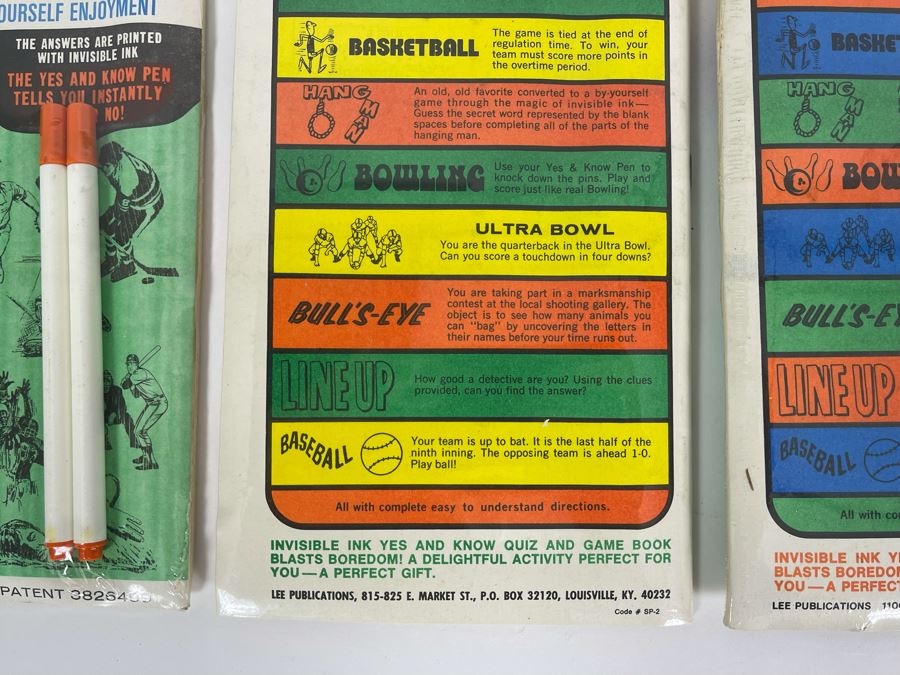 OURSELF ENJOYMENT
THE ANSWERS ARE PRINTED
WITH INVISIBLE INK
THE YES AND KNOW PEN
TELLS YOU INSTANTLY
NO!
PATENT 382643
BASKETBALL
The game is tied at the end of
regulation time. To win, your
team must score more points in
the overtime period.
HANG MAN
An old, old favorite converted to a by-yourself
game through the magic of invisible ink—
Guess the secret word represented by the blank
spaces before completing all of the parts of the
hanging man.
BOWLING
Use your Yes & Know Pen to
knock down the pins. Play and
score just like real Bowling!
ULTRA BOWL
You are the quarterback in the Ultra Bowl.
Can you score a touchdown in four downs?
BULL'S-EYE
You are taking part in a marksmanship
contest at the local shooting gallery. The
object is to see how many animals you
can "bag" by uncovering the letters in
their names before your time runs out.
LINE UP
How good a detective are you? Using the clues
provided, can you find the answer?
BASEBALL
Your team is up to bat. It is the last half of the
ninth inning. The opposing team is ahead 1-0.
Play ball!
All with complete easy to understand directions.
INVISIBLE INK YES AND KNOW QUIZ AND GAME BOOK
BLASTS BOREDOM! A DELIGHTFUL ACTIVITY PERFECT FOR
YOU—A PERFECT GIFT.
LEE PUBLICATIONS, 815-825 E. MARKET ST., P.O. BOX 32120, LOUISVILLE, KY. 40232
Code # SP-2
BASKET
HANG MAN
BOW
BULL'S-EY
LINE UP
BASEBALL
All with co
INVISIBLE INK Y
BLASTS BOREDO
YOU—A PERFECT
LEE PUBLICATIONS 110